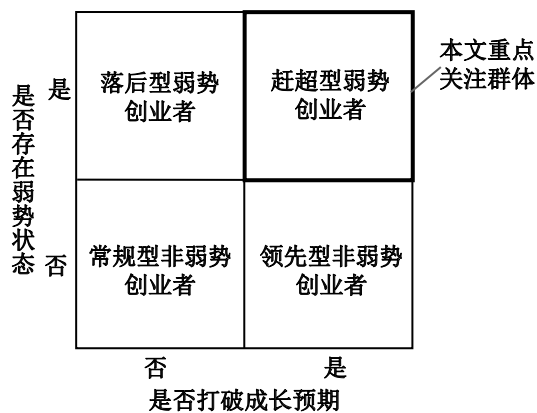 是否存在弱势状态
是
落后型弱势
创业者
赶超型弱势
创业者
本文重点
关注群体
否
常规型非弱势
创业者
领先型非弱势
创业者
否
是
是否打破成长预期